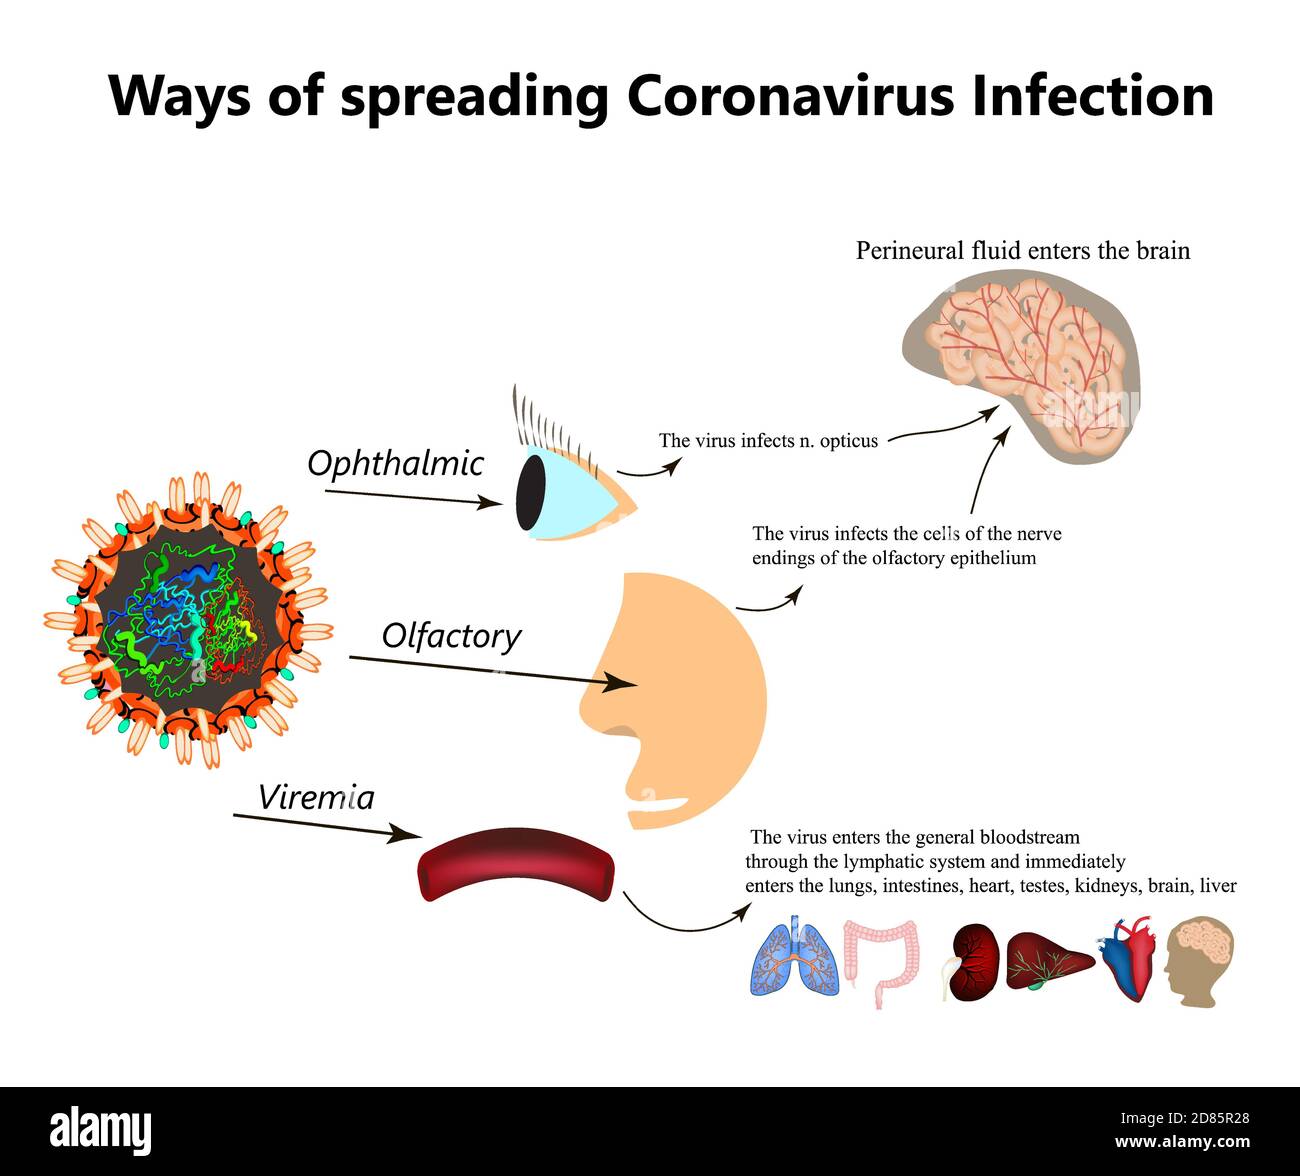 Ways of spreading Coronavirus Infection
Perineural fluid enters the brain
Ophthalmic
The virus infects n. opticus
The virus infects the cells of the nerve
endings of the olfactory epithelium
Olfactory
Viremia
The virus enters the general bloodstream
through the lymphatic system and immediately
enters the lungs, intestines, heart, testes, kidneys, brain, liver
alamy
a
a
a
alamy
Image ID: 2D85R28
www.alamy.com